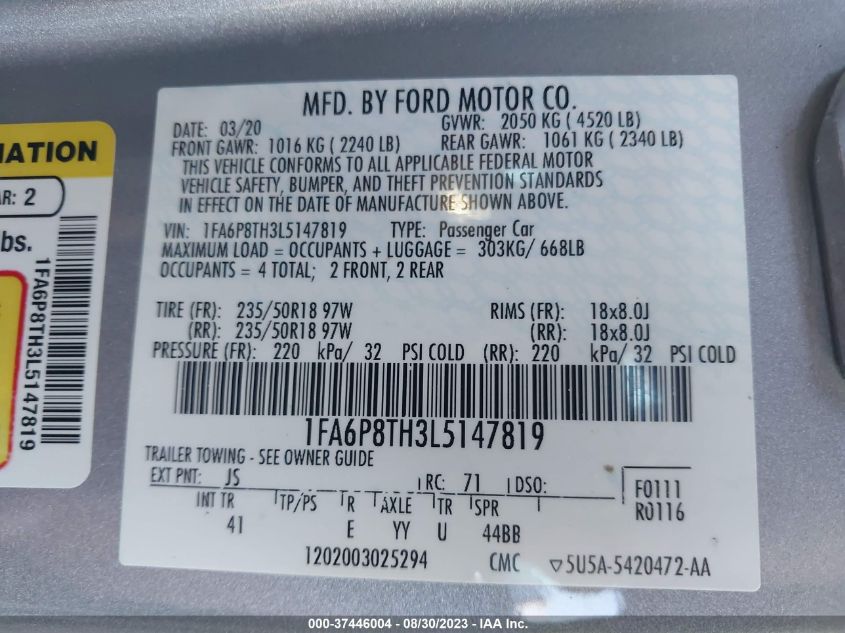 MFD. BY FORD MOTOR CO.
DATE: 03/20 GVWR: 2050 KG ( 4520 LB)
FRONT GAWR: 1016 KG ( 2240 LB) REAR GAWR: 1061 KG ( 2340 LB)
THIS VEHICLE CONFORMS TO ALL APPLICABLE FEDERAL MOTOR
VEHICLE SAFETY, BUMPER, AND THEFT PREVENTION STANDARDS
IN EFFECT ON THE DATE OF MANUFACTURE SHOWN ABOVE.
VIN: 1FA6P8TH3L5147819 TYPE: Passenger Car
MAXIMUM LOAD = OCCUPANTS + LUGGAGE = 303KG/ 668LB
OCCUPANTS = 4 TOTAL; 2 FRONT, 2 REAR
TIRE (FR): 235/50R18 97W RIMS (FR): 18x8.0J
(RR): 235/50R18 97W (RR): 18x8.0J
PRESSURE (FR): 220 kPa/ 32 PSI COLD (RR): 220 kPa/ 32 PSI COLD
1FA6P8TH3L5147819
TRAILER TOWING - SEE OWNER GUIDE
EXT PNT: JS RC: 71 DSO: F0111
R0116
INT TR TP/PS R AXLE TR SPR
41 E YY U 44BB
1202003025294 CMC ▽5U5A-5420472-AA
MATION
AR: 2
bs.
1FA6P8TH3L5147819
000-37446004 - 08/30/2023 - IAA Inc.